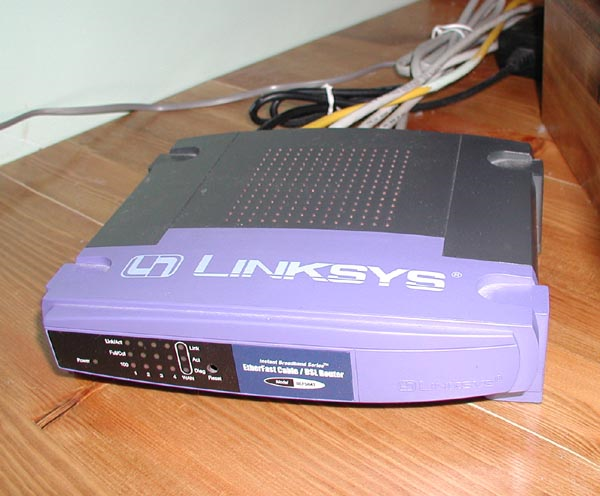 LINKSYS®
Link/Act
Full/Col
100
Power
1 2 3 4 WAN
Link
Act
Diag
Reset
Instant Broadband Series™
EtherFast Cable / DSL Router
Model BEFSR41
LINKSYS®